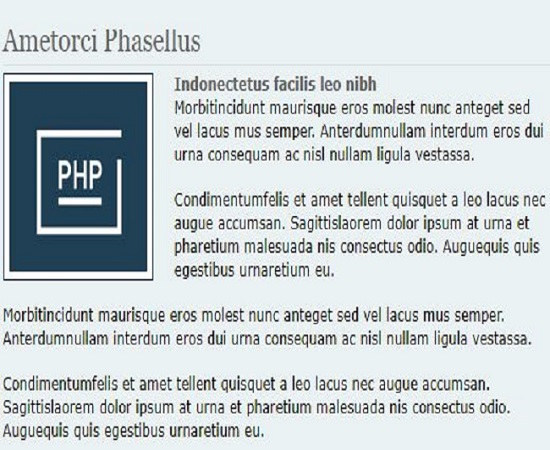 Ametorci Phasellus
PHP
Indonectetus facilis leo nibh
Morbitincidunt maurisque eros molest nunc anteget sed
vel lacus mus semper. Anterdumnullam interdum eros dui
urna consequam ac nisl nullam ligula vestassa.
Condimentumfelis et amet tellent quisquet a leo lacus nec
augue accumsan. Sagittislaorem dolor ipsum at urna et
pharetium malesuada nis consectus odio. Auguequis quis
egestibus urnaretium eu.
Morbitincidunt maurisque eros molest nunc anteget sed vel lacus mus semper.
Anterdumnullam interdum eros dui urna consequam ac nisl nullam ligula vestassa.
Condimentumfelis et amet tellent quisquet a leo lacus nec augue accumsan.
Sagittislaorem dolor ipsum at urna et pharetium malesuada nis consectus odio.
Auguequis quis egestibus urnaretium eu.